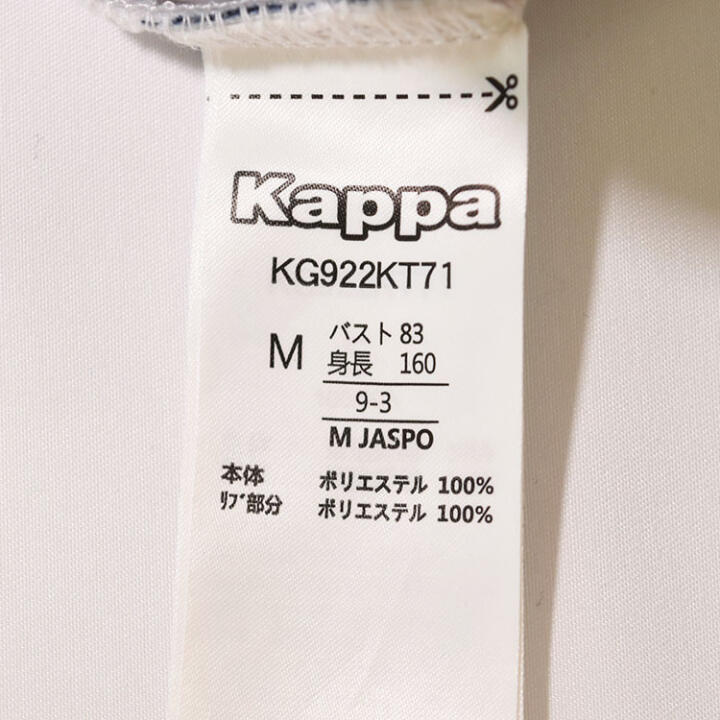 Kappa
KG922KT71
M
バスト 83
身長 160
9-3
M JASPO
本体 ポリエステル 100%
ﾘﾌﾞ部分 ポリエステル 100%